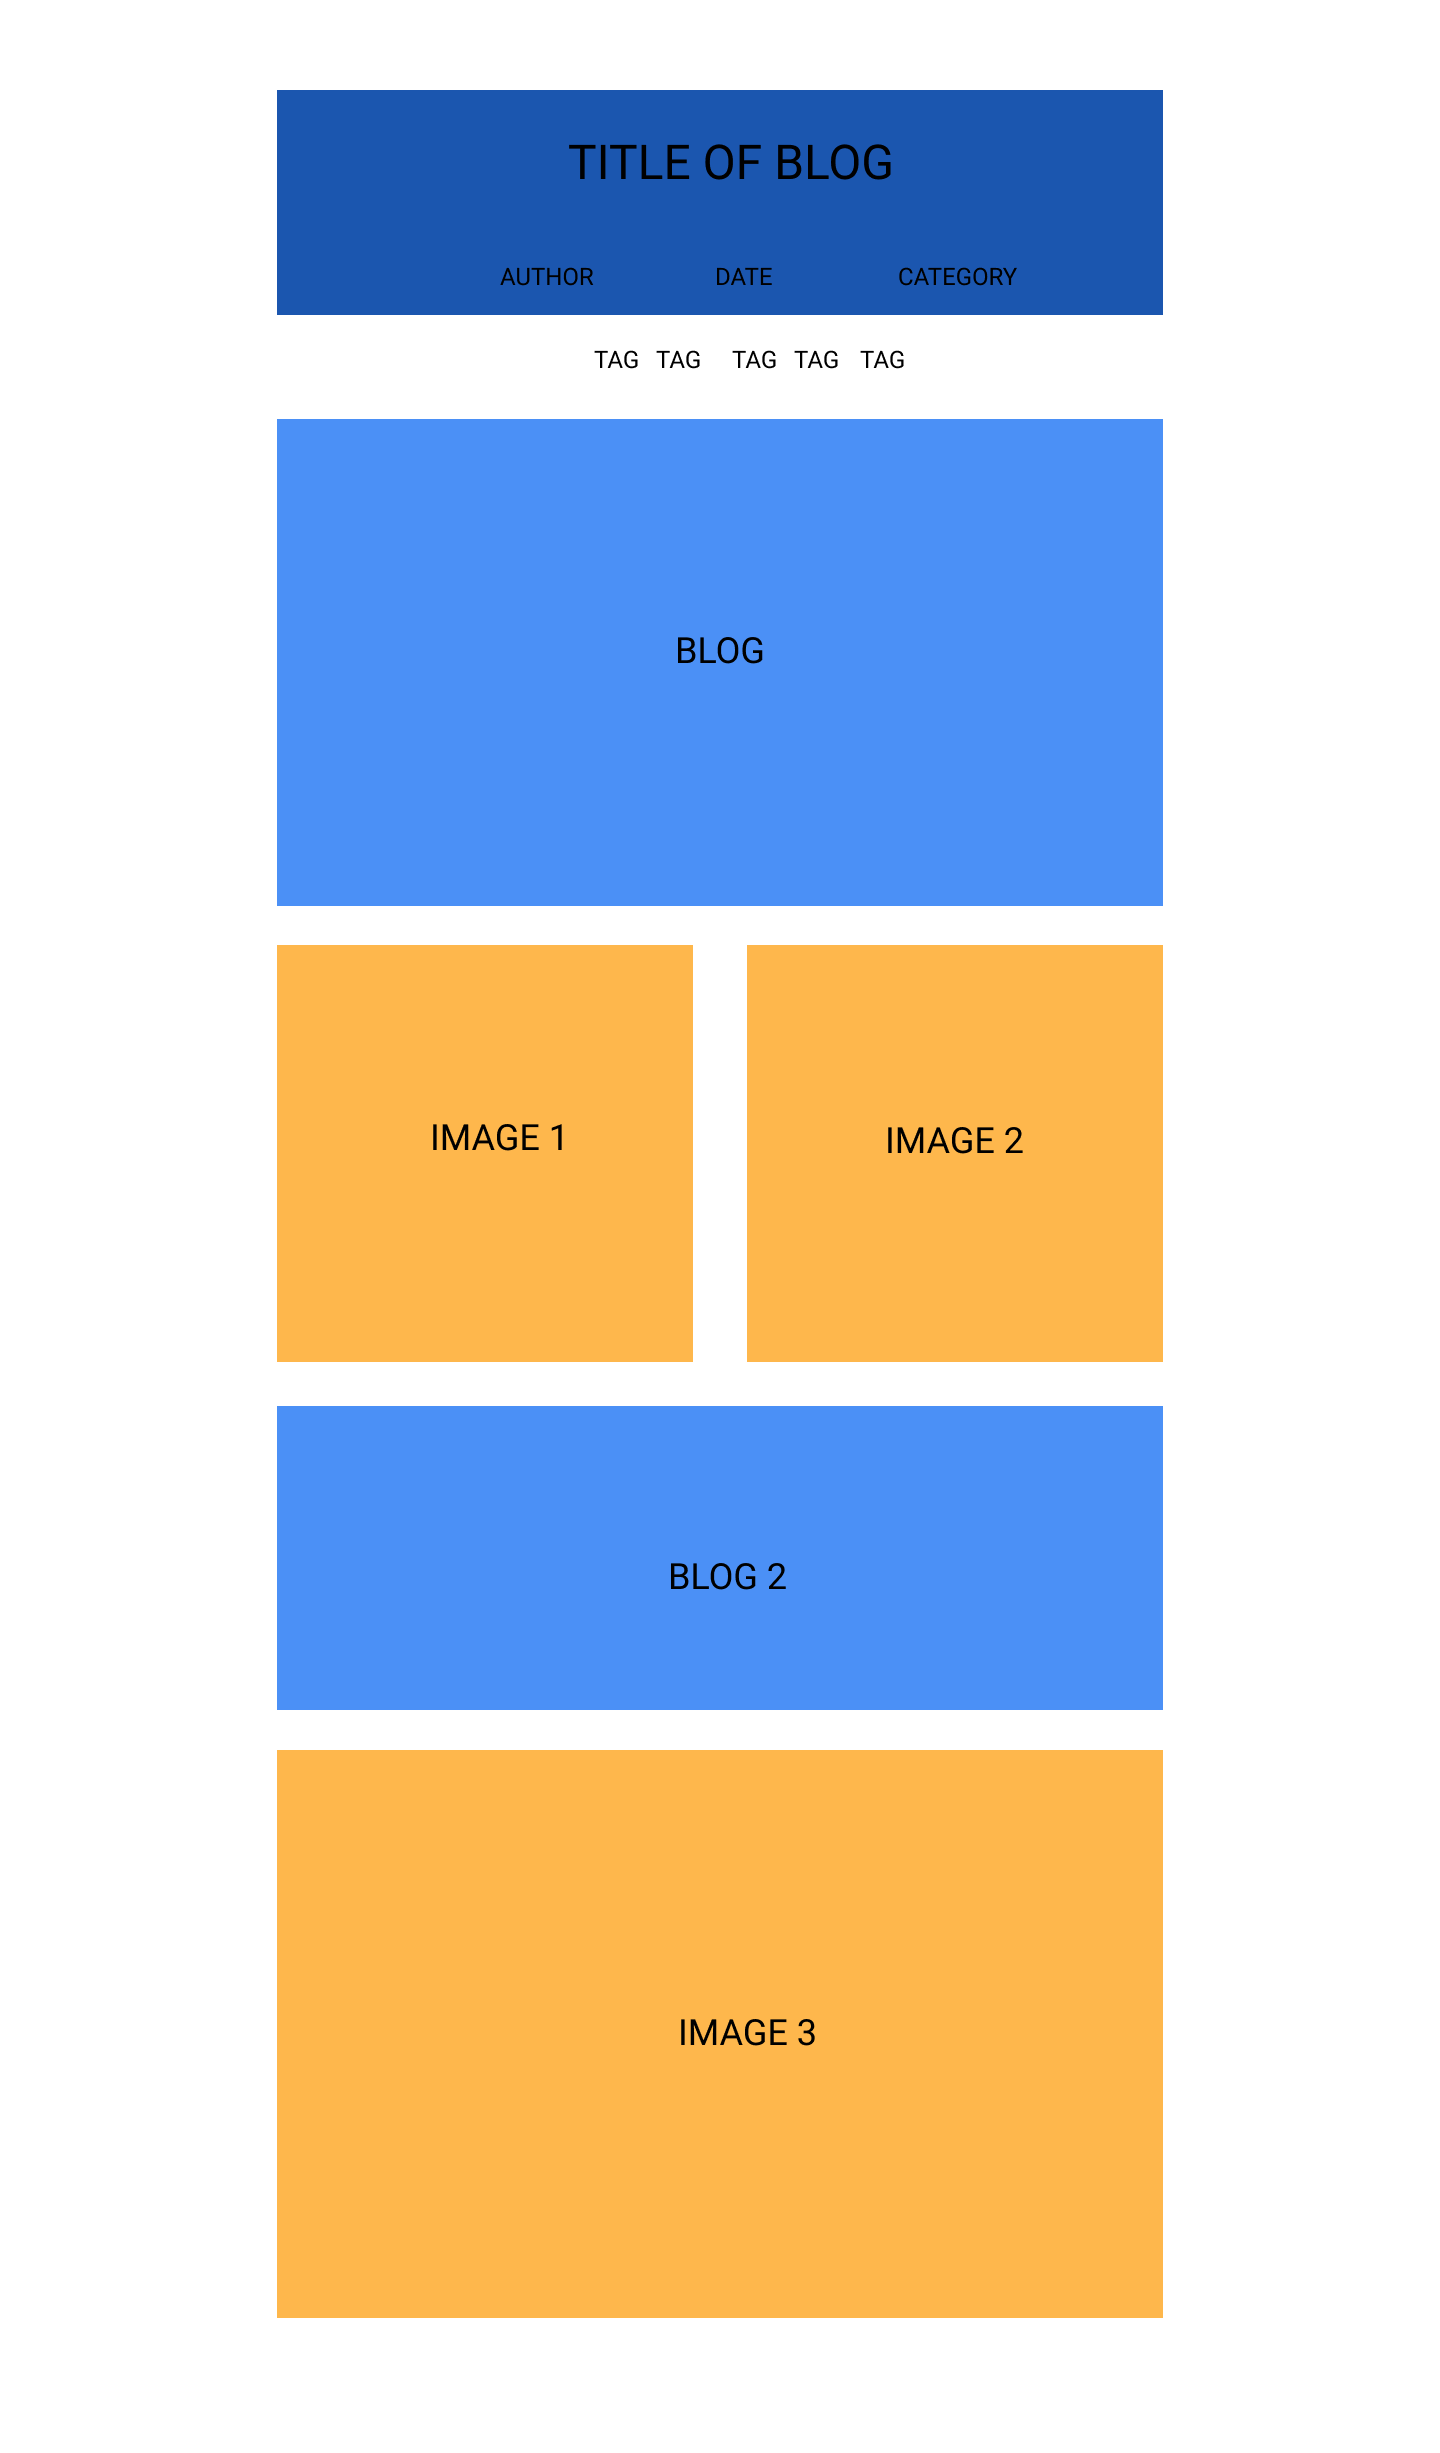 TITLE OF BLOG
AUTHOR DATE CATEGORY
TAG TAG TAG TAG TAG
BLOG
IMAGE 1
IMAGE 2
BLOG 2
IMAGE 3